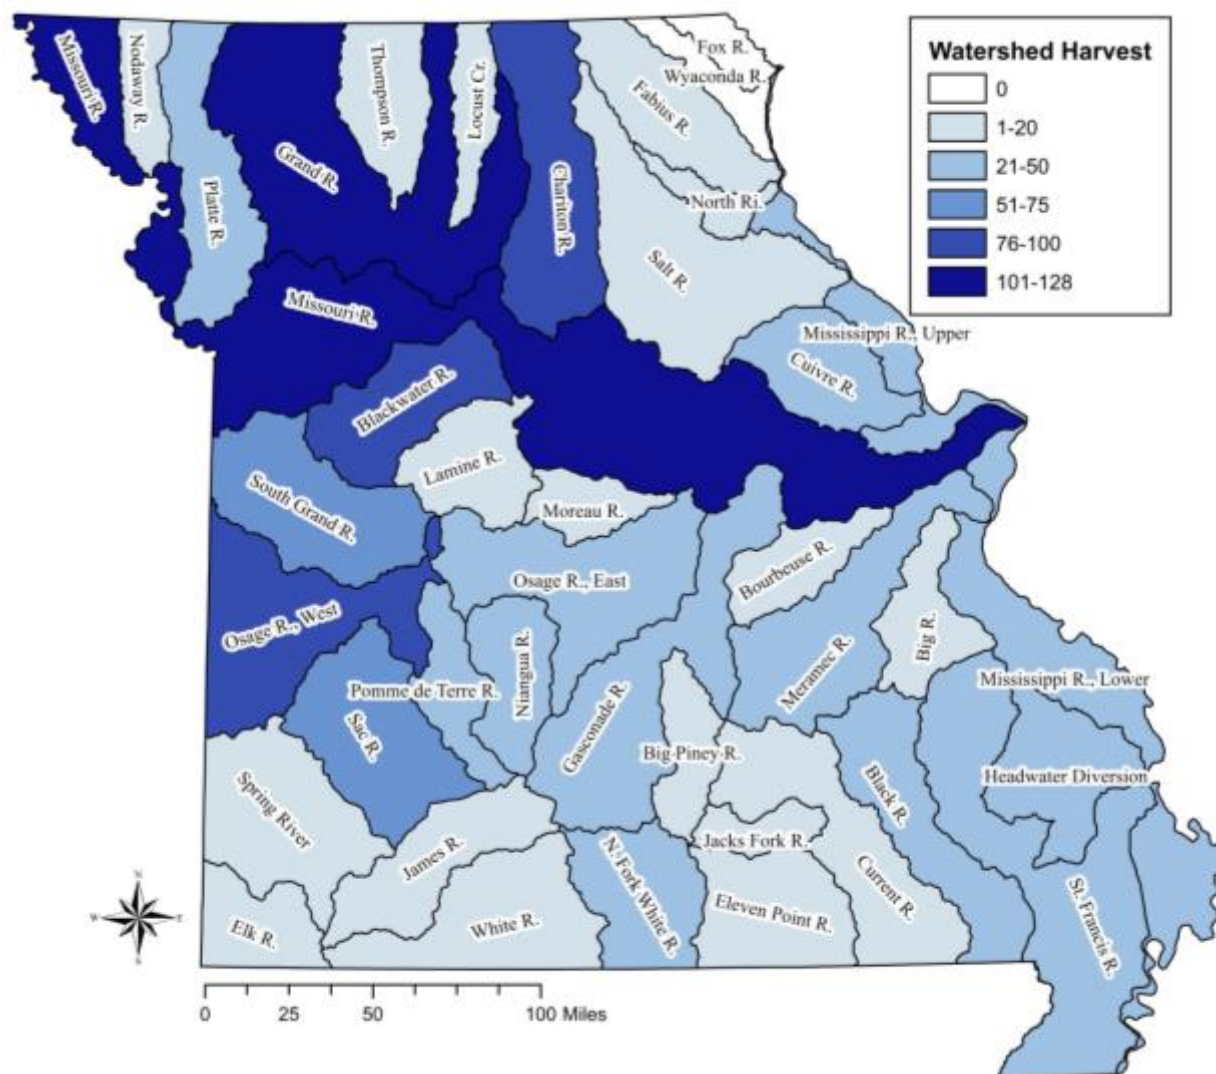 Watershed Harvest
0
1-20
21-50
51-75
76-100
101-128
Missouri R.
Nodaway R.
Platte R.
Grand R.
Thompson R.
Locust Cr.
Chariton R.
Fox R.
Wyaconda R.
Fabius R.
North Ri.
Salt R.
Missouri R.
Mississippi R., Upper
Cuivre R.
Blackwater R.
Lamine R.
Moreau R.
South Grand R.
Osage R., East
Bourbeuse R.
Osage R., West
Pomme de Terre R.
Niangua R.
Sac R.
Gasconade R.
Big Piney R.
Meramec R.
Big R.
Mississippi R., Lower
Headwater Diversion
Black R.
Spring River
James R.
Jacks Fork R.
Current R.
Elk R.
White R.
N. Fork White R.
Eleven Point R.
St. Francis R.
N
W
E
S
0 25 50 100 Miles